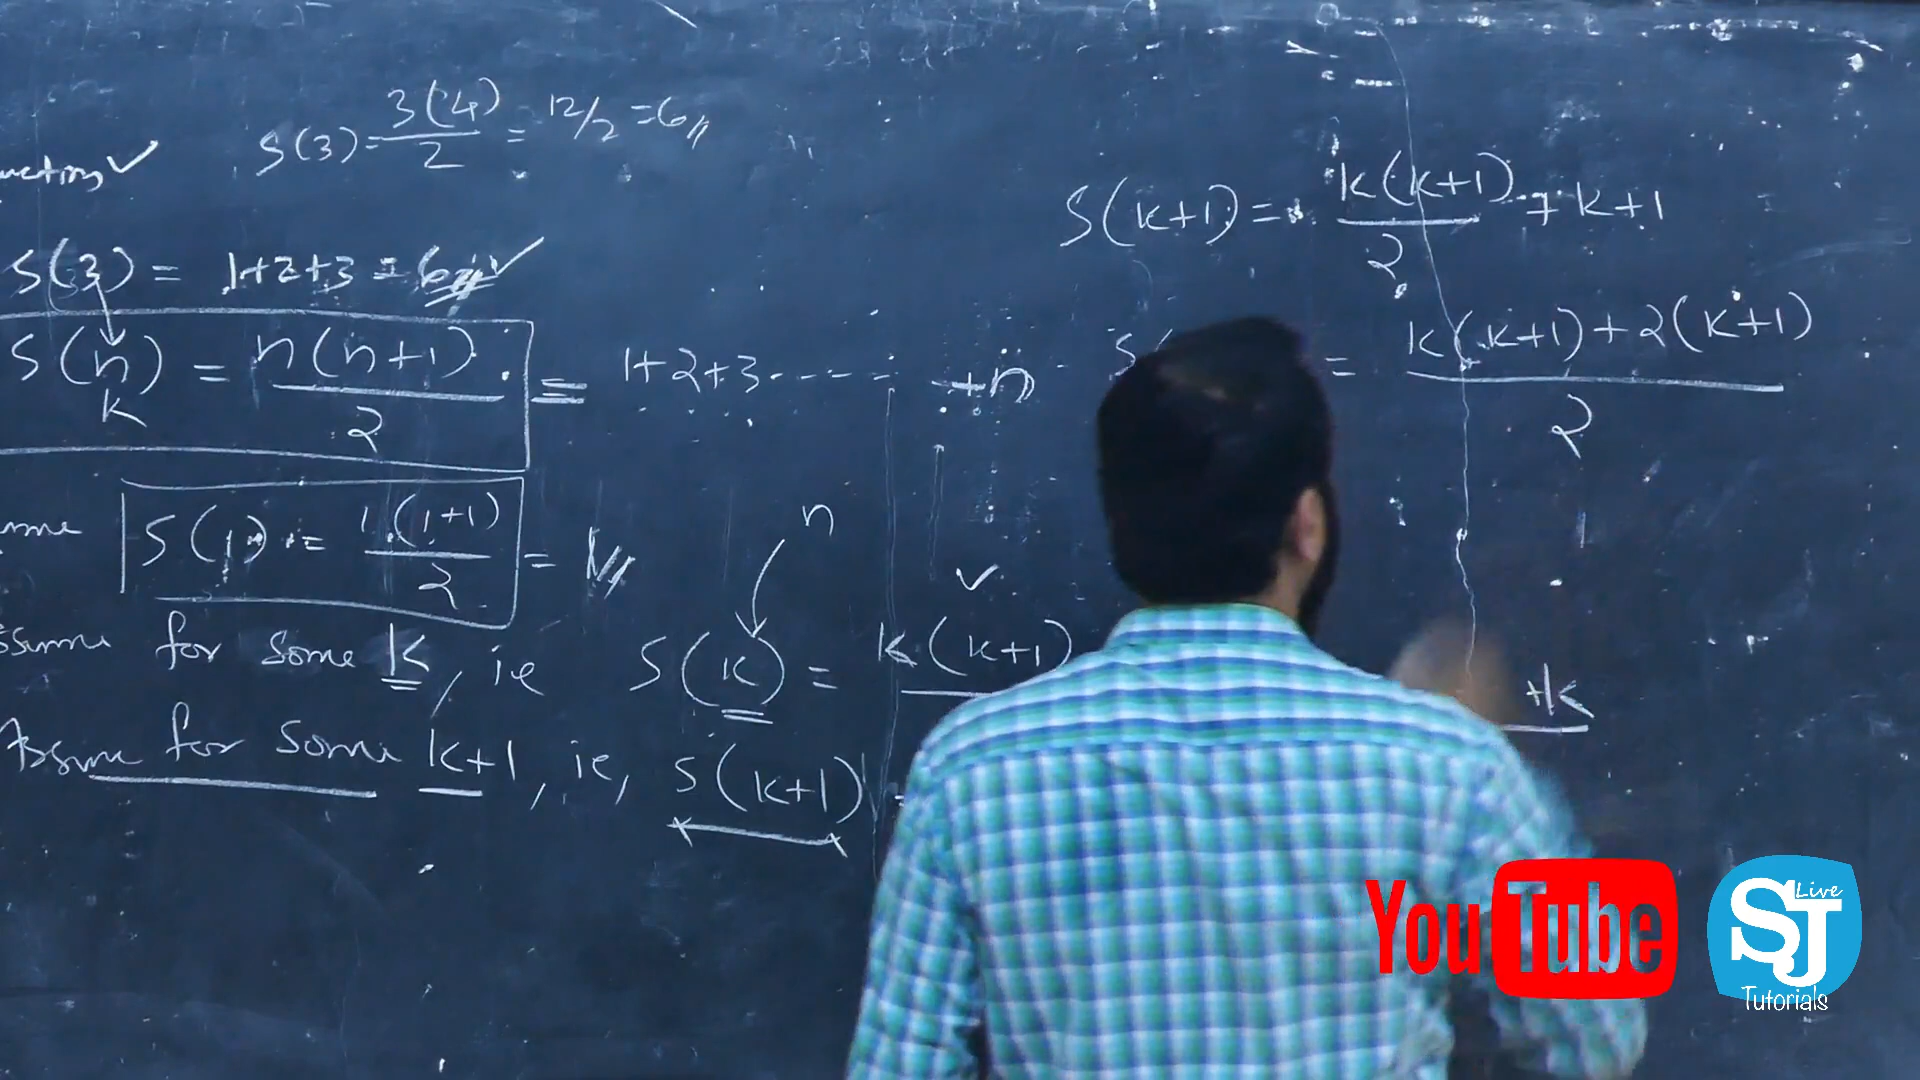 S(3) = 3(4)/2 = 12/2 = 6
S(3) = 1+2+3 = 6
S(n) = n(n+1)/2 = 1+2+3 ------ +n
k
S(1) = 1(1+1)/2 = 1
n
for some k, ie S(k) = k(k+1)
Assume for some k+1, ie, S(k+1)
S(k+1) = k(k+1)/2 + k+1
= k(k+1)+2(k+1)/2
+k
YouTube
SJ Live
Tutorials